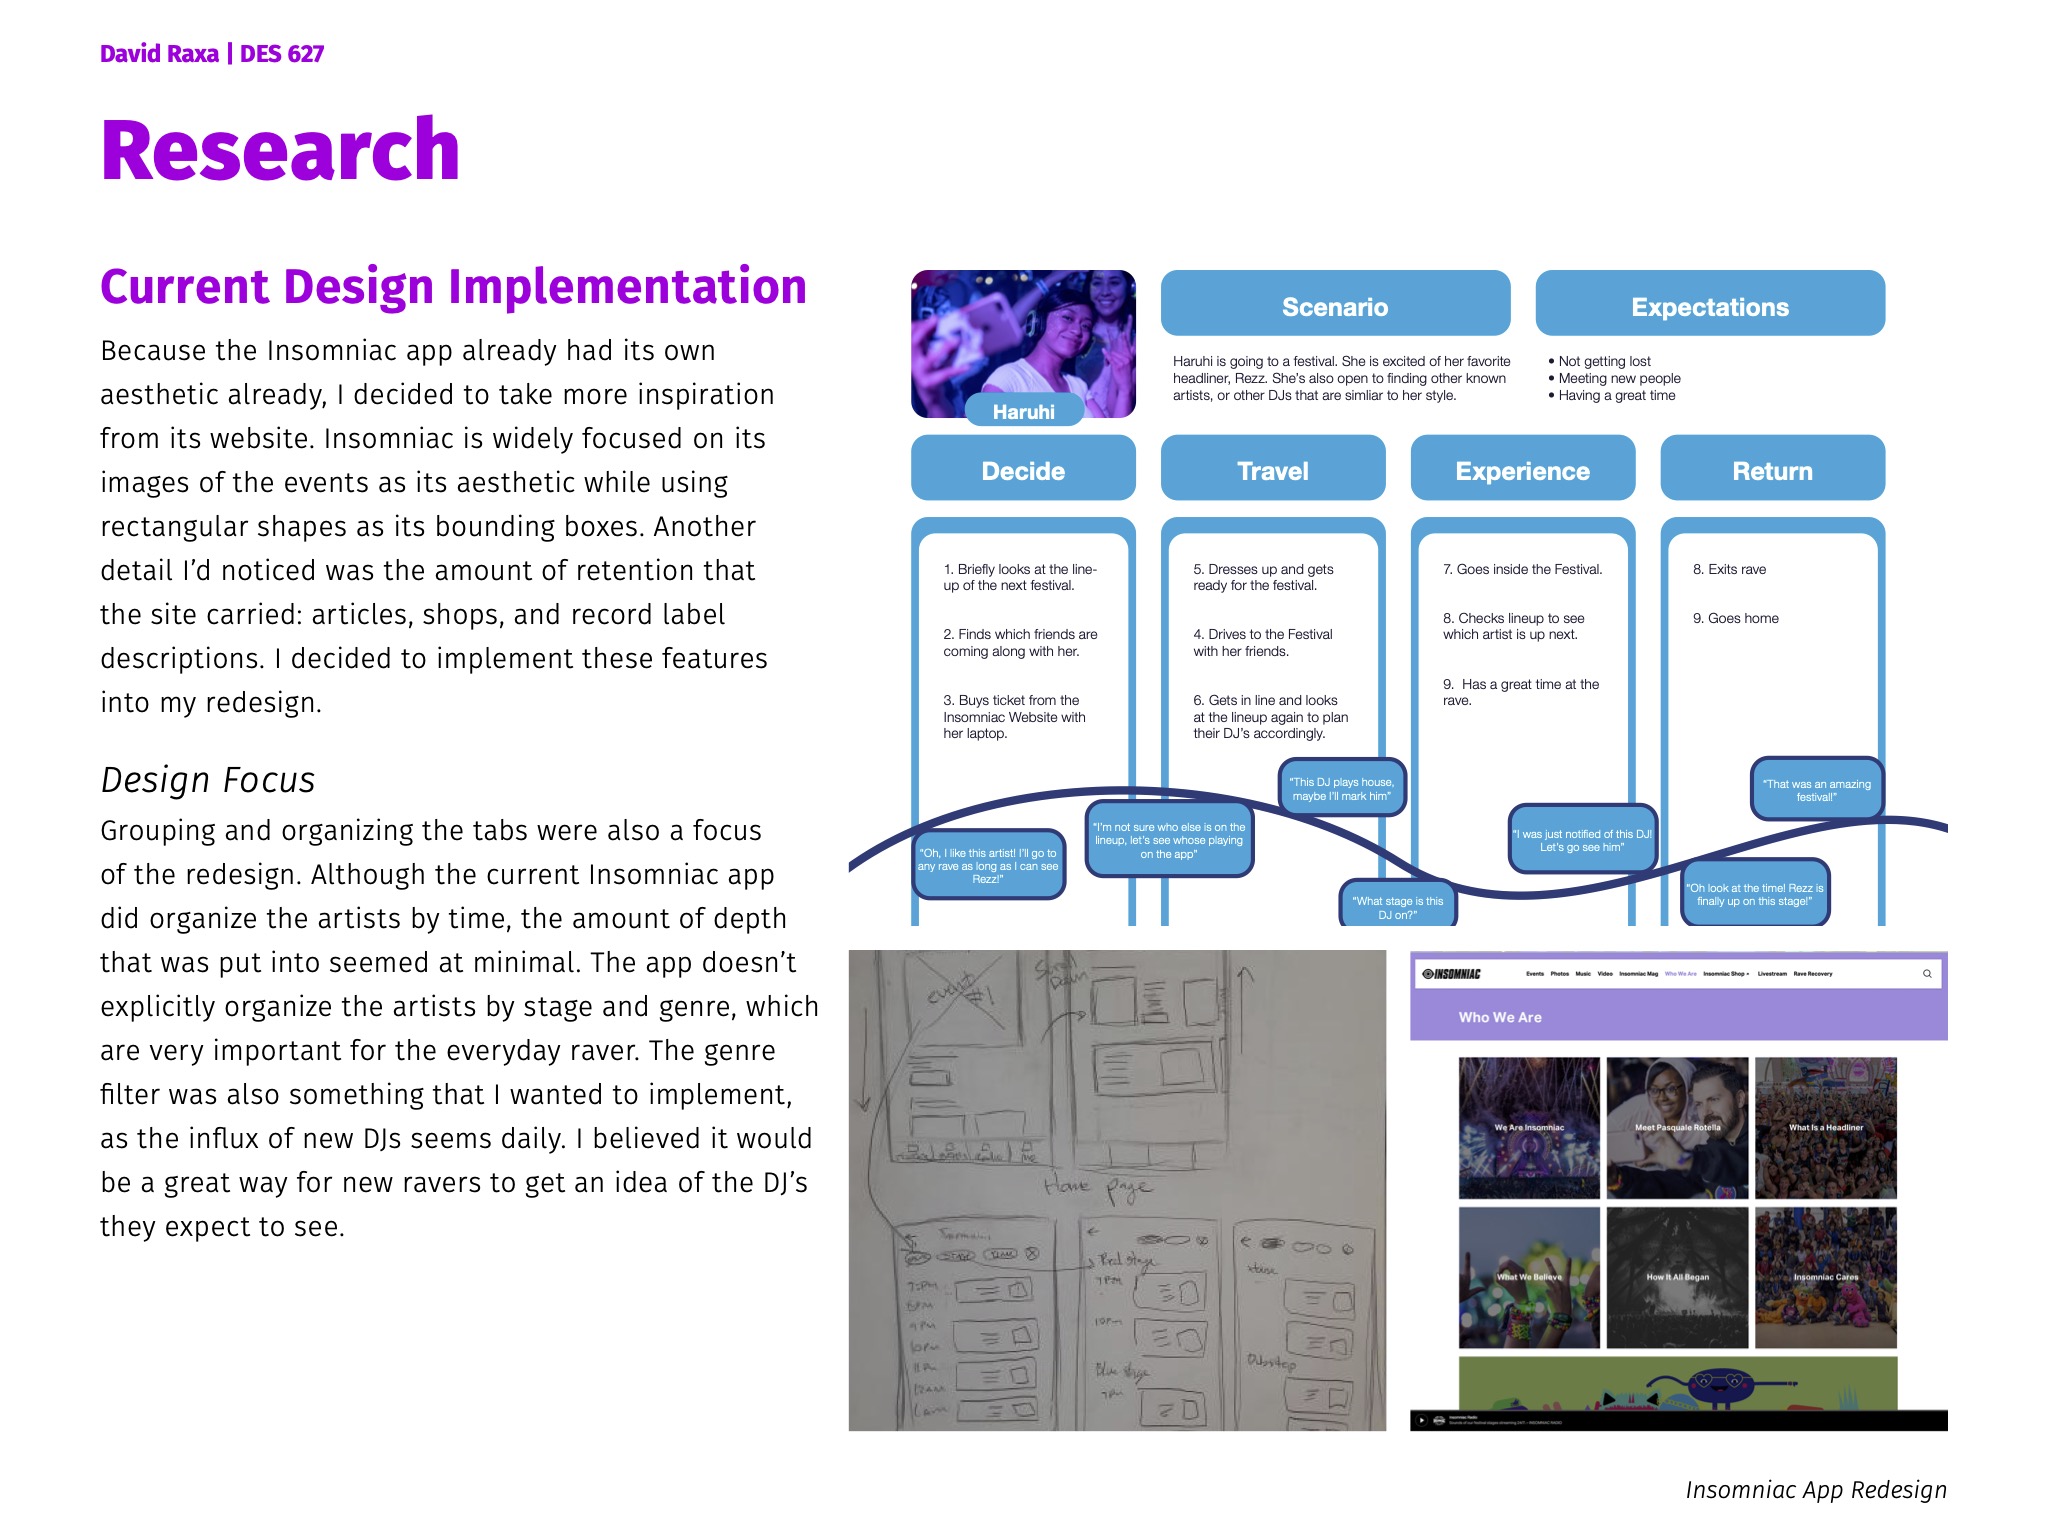 David Raxa | DES 627
Research
Current Design Implementation
Because the Insomniac app already had its own
aesthetic already, I decided to take more inspiration
from its website. Insomniac is widely focused on its
images of the events as its aesthetic while using
rectangular shapes as its bounding boxes. Another
detail I'd noticed was the amount of retention that
the site carried: articles, shops, and record label
descriptions. I decided to implement these features
into my redesign.
Design Focus
Grouping and organizing the tabs were also a focus
of the redesign. Although the current Insomniac app
did organize the artists by time, the amount of depth
that was put into seemed at minimal. The app doesn't
explicitly organize the artists by stage and genre, which
are very important for the everyday raver. The genre
filter was also something that I wanted to implement,
as the influx of new DJs seems daily. I believed it would
be a great way for new ravers to get an idea of the DJ's
they expect to see.
Haruhi
Scenario
Haruhi is going to a festival. She is excited of her favorite
headliner, Rezz. She's also open to finding other known
artists, or other DJs that are simliar to her style.
Expectations
• Not getting lost
• Meeting new people
• Having a great time
Decide
1. Briefly looks at the line-
up of the next festival.
2. Finds which friends are
coming along with her.
3. Buys ticket from the
Insomniac Website with
her laptop.
Travel
5. Dresses up and gets
ready for the festival.
4. Drives to the Festival
with her friends.
6. Gets in line and looks
at the lineup again to plan
their DJ's accordingly.
Experience
7. Goes inside the Festival.
8. Checks lineup to see
which artist is up next.
9. Has a great time at the
rave.
Return
8. Exits rave
9. Goes home
"Oh, I like this artist! I'll go to
any rave as long as I can see
Rezz!"
"I'm not sure who else is on the
lineup, let's see whose playing
on the app"
"This DJ plays house,
maybe I'll mark him"
"What stage is this
DJ on?"
"I was just notified of this DJ!
Let's go see him"
"Oh look at the time! Rezz is
finally up on this stage!"
"That was an amazing
festival!"
event #1
Scroll
Down
Home page
7pm
8pm
9pm
10pm
11pm
12am
1am
Red stage
7pm
10pm
Blue stage
7pm
House
Dubstep
INSOMNIAC
Events Photos Music Video Insomniac Mag Who We Are Insomniac Shop Livestream Rave Recovery
Who We Are
We Are Insomniac
Meet Pasquale Rotella
What Is a Headliner
What We Believe
How It All Began
Insomniac Cares
Insomniac Radio
Insomniac App Redesign